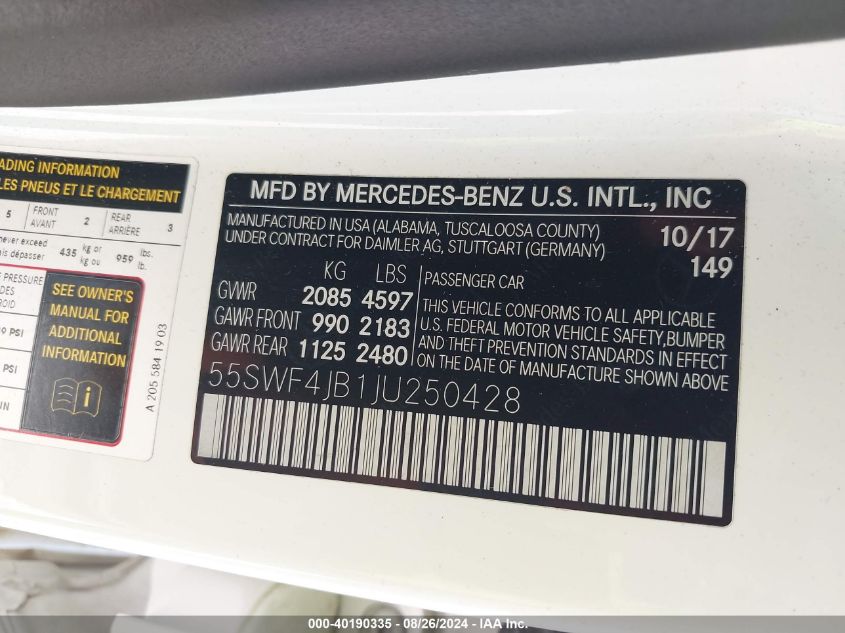 ADING INFORMATION
LES PNEUS ET LE CHARGEMENT
5 FRONT 2 REAR 3
AVANT ARRIÈRE
never exceed 435 kg or 959 lbs.
dépasser kg ou lb.
PRESSURE
SEE OWNER'S
MANUAL FOR
ADDITIONAL
INFORMATION
PSI
PSI
A 205 584 19 03
MFD BY MERCEDES-BENZ U.S. INTL., INC
MANUFACTURED IN USA (ALABAMA, TUSCALOOSA COUNTY) 10/17
UNDER CONTRACT FOR DAIMLER AG, STUTTGART (GERMANY) 149
KG LBS PASSENGER CAR
GVWR 2085 4597
GAWR FRONT 990 2183
GAWR REAR 1125 2480
THIS VEHICLE CONFORMS TO ALL APPLICABLE
U.S. FEDERAL MOTOR VEHICLE SAFETY,BUMPER
AND THEFT PREVENTION STANDARDS IN EFFECT
ON THE DATE OF MANUFACTURE SHOWN ABOVE
55SWF4JB1JU250428
000-40190335 - 08/26/2024 - IAA Inc.